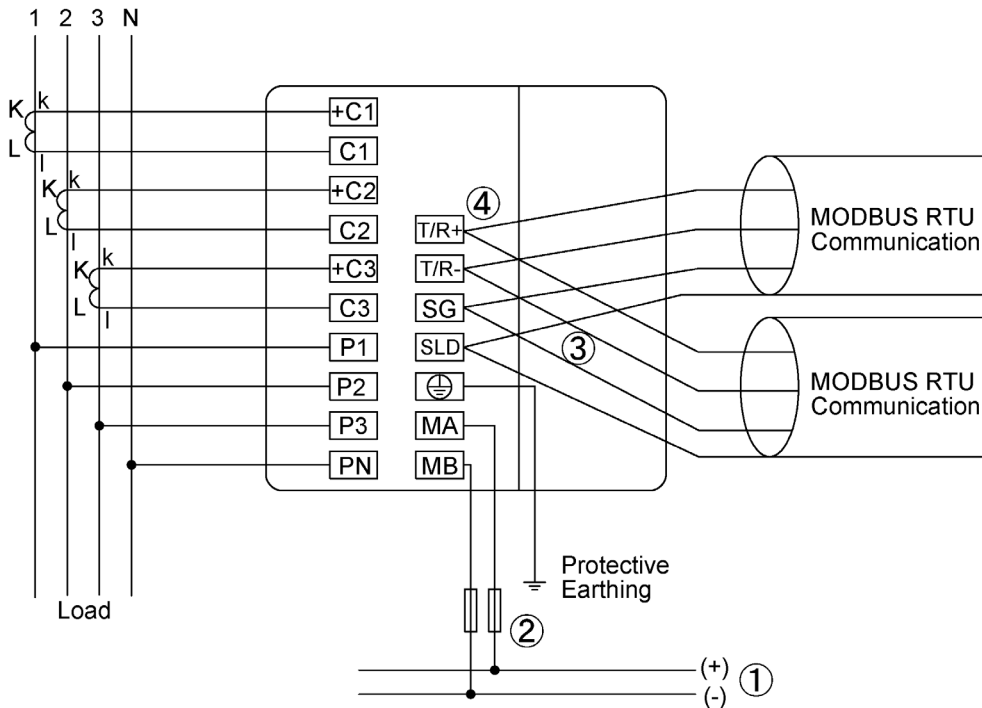 1 2 3 N
K k
L l
K k
L l
K k
L l
+C1
C1
+C2
C2
+C3
C3
P1
P2
P3
PN
④
T/R+
T/R-
SG
SLD
MA
MB
③
MODBUS RTU
Communication
MODBUS RTU
Communication
Protective
Earthing
Load
②
(+)
(-)
①